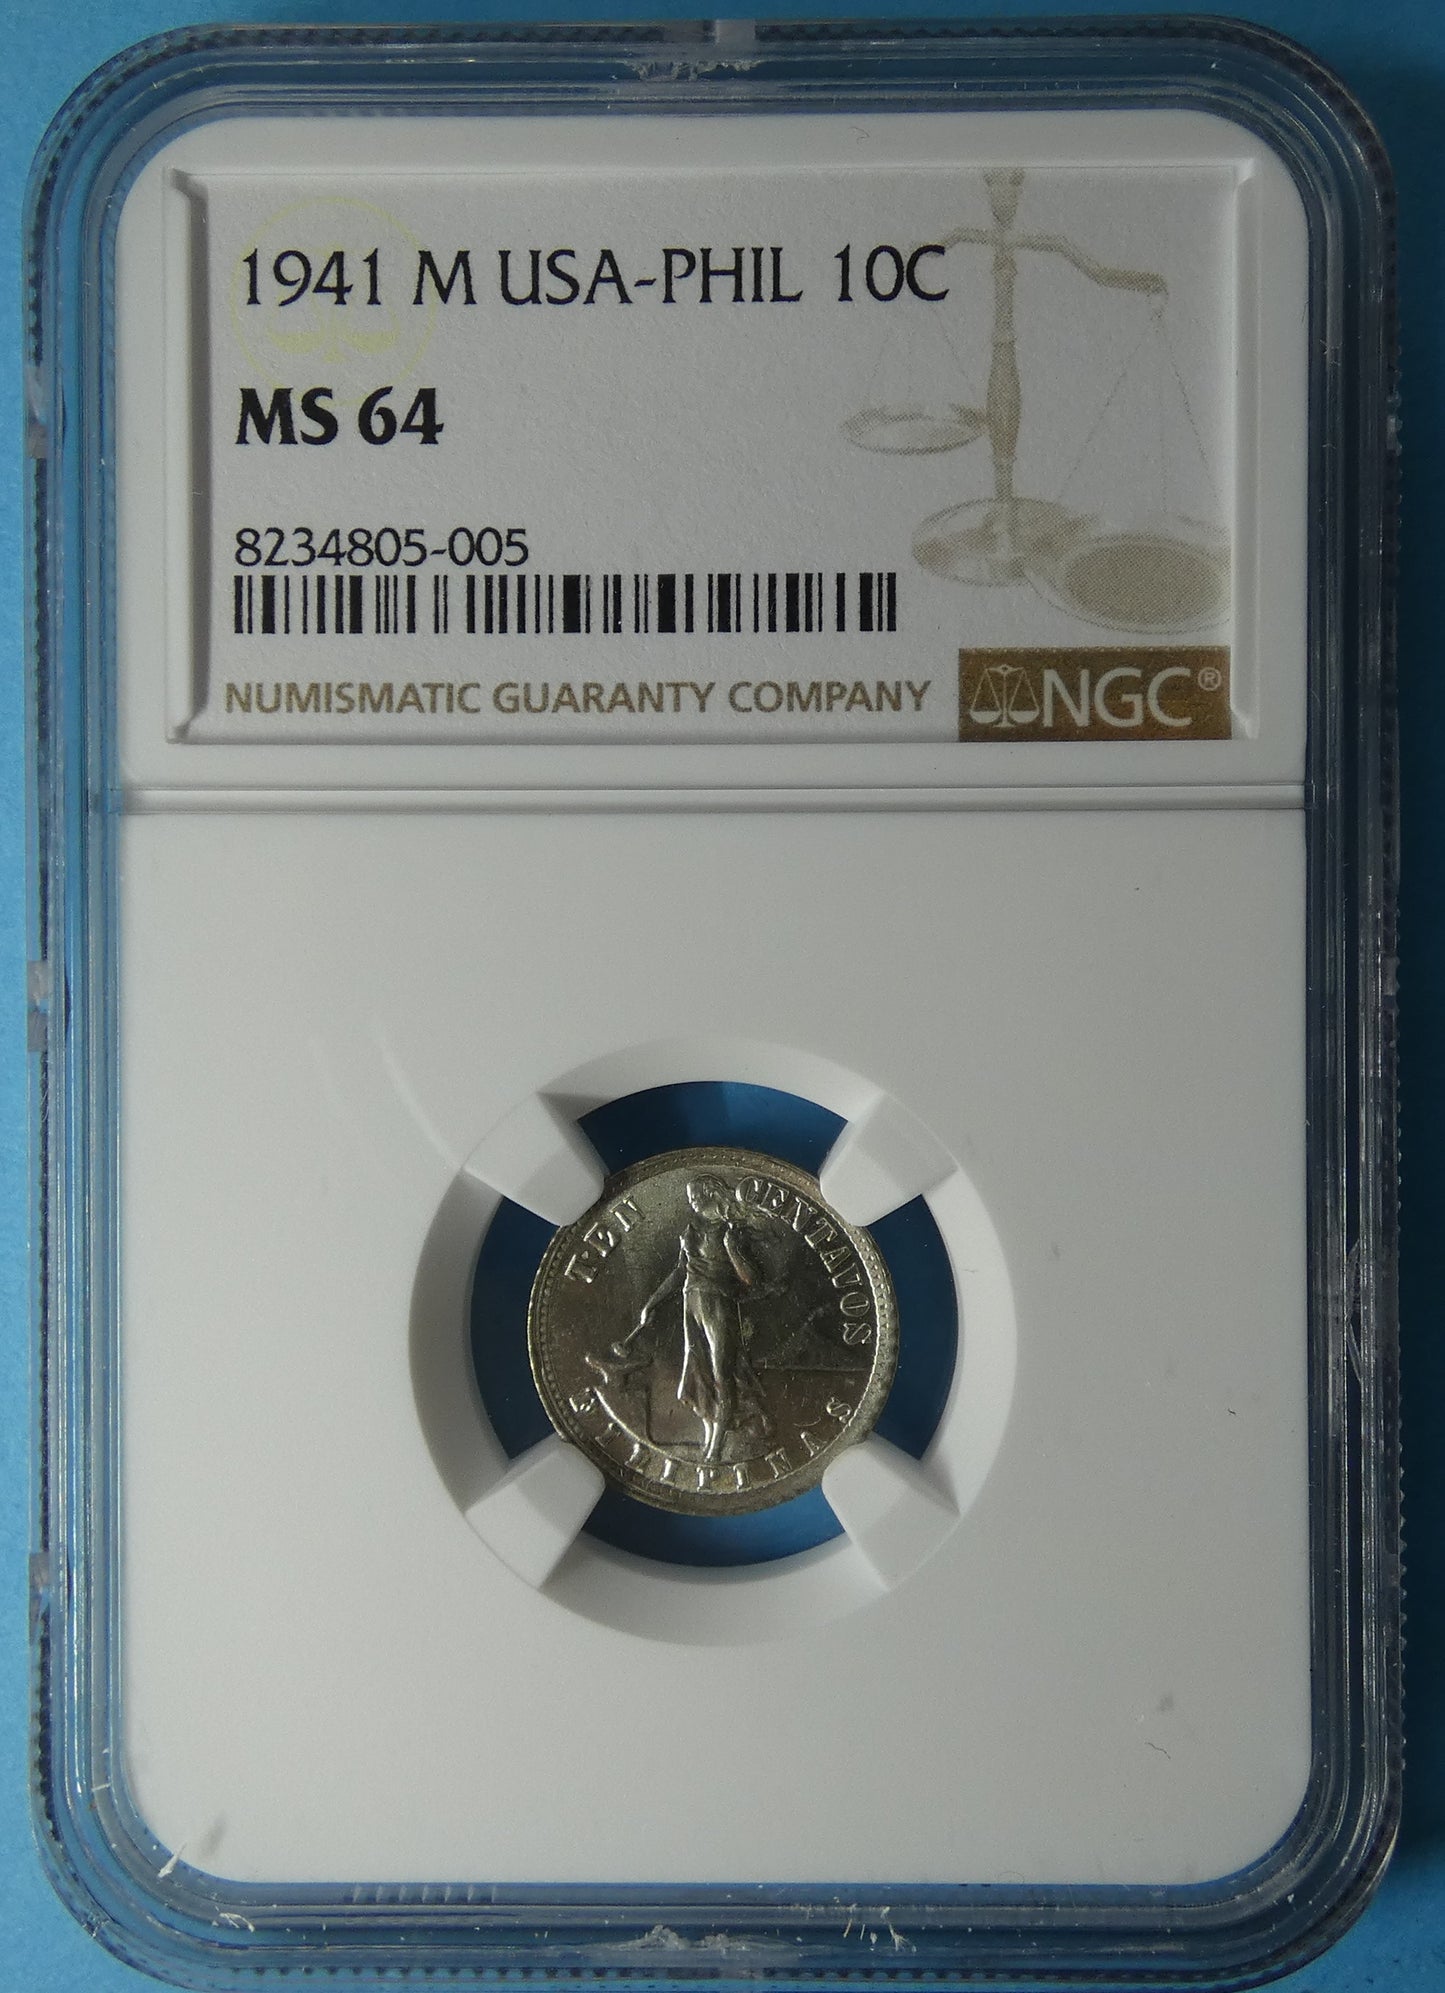 1941 M USA-PHIL 10C
MS 64
8234805-005
NUMISMATIC GUARANTY COMPANY NGC®
TEN CENTAVOS
FILIPINAS